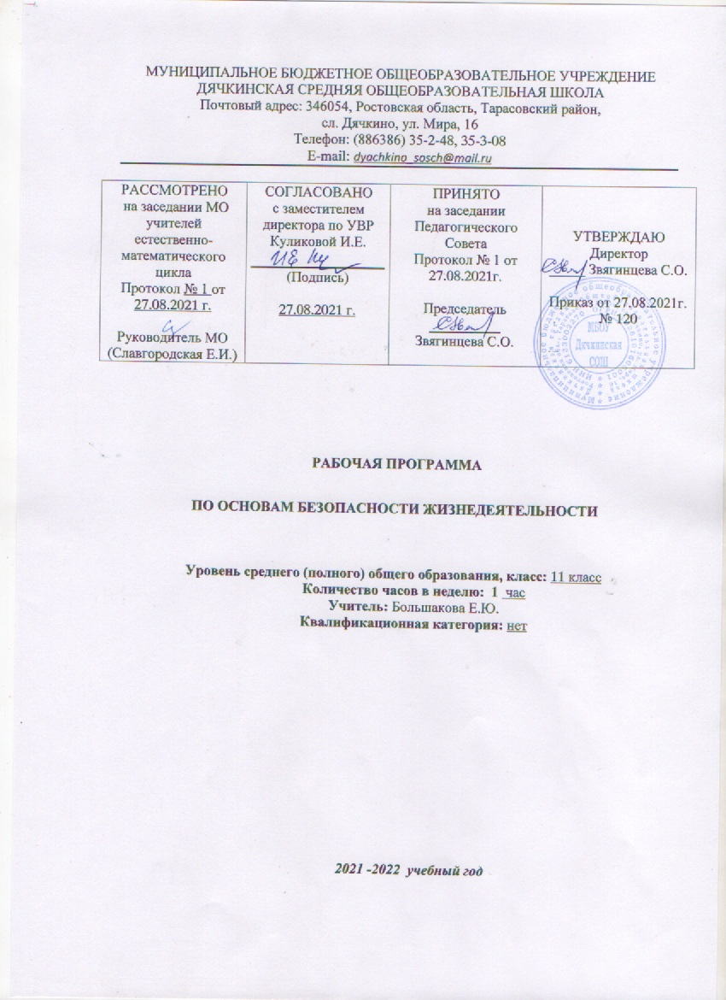 МУНИЦИПАЛЬНОЕ БЮДЖЕТНОЕ ОБЩЕОБРАЗОВАТЕЛЬНОЕ УЧРЕЖДЕНИЕ
ДЯЧКИНСКАЯ СРЕДНЯЯ ОБЩЕОБРАЗОВАТЕЛЬНАЯ ШКОЛА
Почтовый адрес: 346054, Ростовская область, Тарасовский район,
сл. Дячкино, ул. Мира, 16
Телефон: (886386) 35-2-48, 35-3-08
E-mail: dyachkino_sosch@mail.ru
РАССМОТРЕНО
на заседании МО
учителей
естественно-
математического
цикла
Протокол № 1 от
27.08.2021 г.
Руководитель МО
(Славгородская Е.И.)
СОГЛАСОВАНО
с заместителем
директора по УВР
Куликовой И.Е.
(Подпись)
27.08.2021 г.
ПРИНЯТО
на заседании
Педагогического
Совета
Протокол № 1 от
27.08.2021г.
Председатель
Звягинцева С.О.
УТВЕРЖДАЮ
Директор
Звягинцева С.О.
Приказ от 27.08.2021г.
№ 120
МБОУ
Дячкинская
СОШ
РАБОЧАЯ ПРОГРАММА
ПО ОСНОВАМ БЕЗОПАСНОСТИ ЖИЗНЕДЕЯТЕЛЬНОСТИ
Уровень среднего (полного) общего образования, класс: 11 класс
Количество часов в неделю: 1 час
Учитель: Большакова Е.Ю.
Квалификационная категория: нет
2021 -2022 учебный год